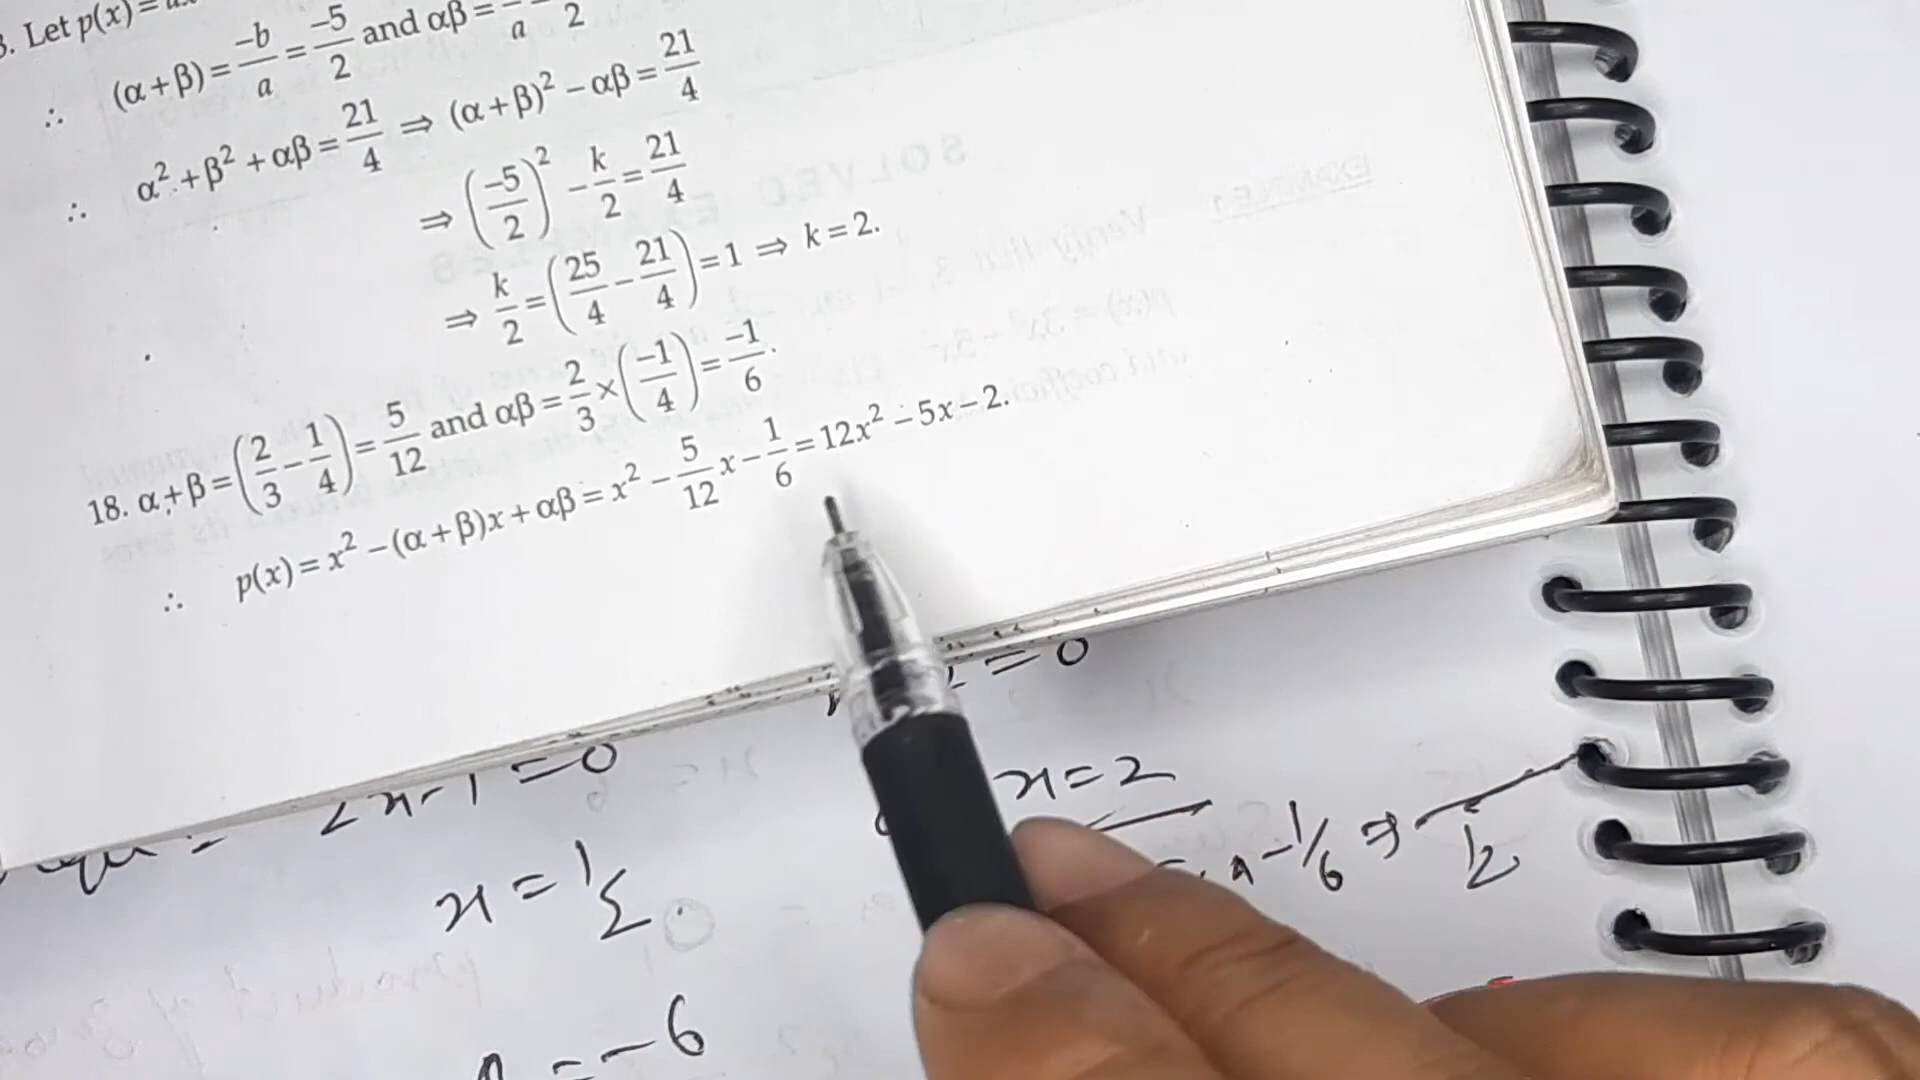 3. Let p(x) =
∴ (α + β) = -b/a = -5/2 and αβ =
∴ α² + β² + αβ = 21/4 ⇒ (α + β)² − αβ = 21/4
⇒ (-5/2)² − k/2 = 21/4
⇒ k/2 = (25/4 − 21/4) = 1 ⇒ k = 2.
18. α + β = (2/3 − 1/4) = 5/12 and αβ = 2/3 × (-1/4) = -1/6.
∴ p(x) = x² − (α + β)x + αβ = x² − 5/12 x − 1/6 = 12x² − 5x − 2.
= 0
2x-1 = 0
x = 2
-1/6 ⇒
1/2
x = 1/2
= -6